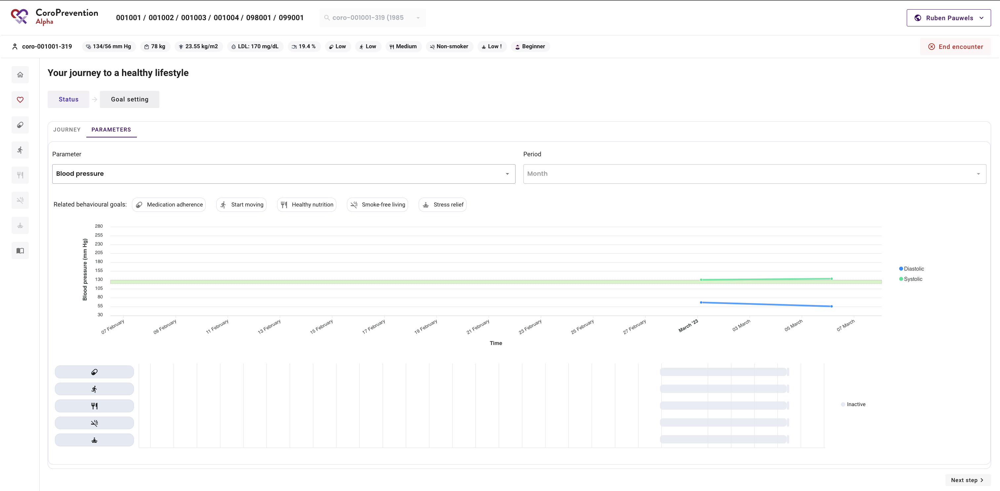 CoroPrevention
Alpha
001001 / 001002 / 001003 / 001004 / 098001 / 099001
coro-001001-319 (1985
Ruben Pauwels
coro-001001-319
134/56 mm Hg
78 kg
23.55 kg/m2
LDL: 170 mg/dL
19.4 %
Low
Low
Medium
Non-smoker
Low !
Beginner
End encounter
Your journey to a healthy lifestyle
Status
Goal setting
JOURNEY
PARAMETERS
Parameter
Period
Blood pressure
Month
Related behavioural goals:
Medication adherence
Start moving
Healthy nutrition
Smoke-free living
Stress relief
Blood pressure (mm Hg)
280
255
230
205
180
155
130
105
80
55
30
Diastolic
Systolic
07 February
09 February
11 February
13 February
15 February
17 February
19 February
21 February
23 February
25 February
27 February
March '23
03 March
05 March
07 March
Time
Inactive
Next step